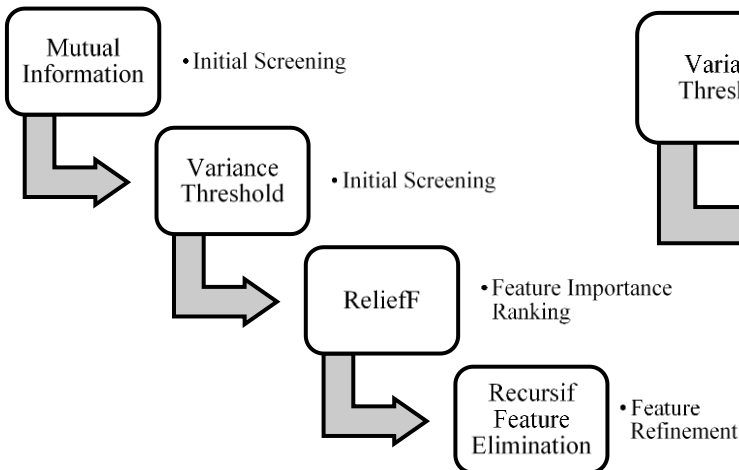 Mutual
Information
• Initial Screening
Variance
Threshold
• Initial Screening
ReliefF
• Feature Importance
Ranking
Recursif
Feature
Elimination
• Feature
Refinement